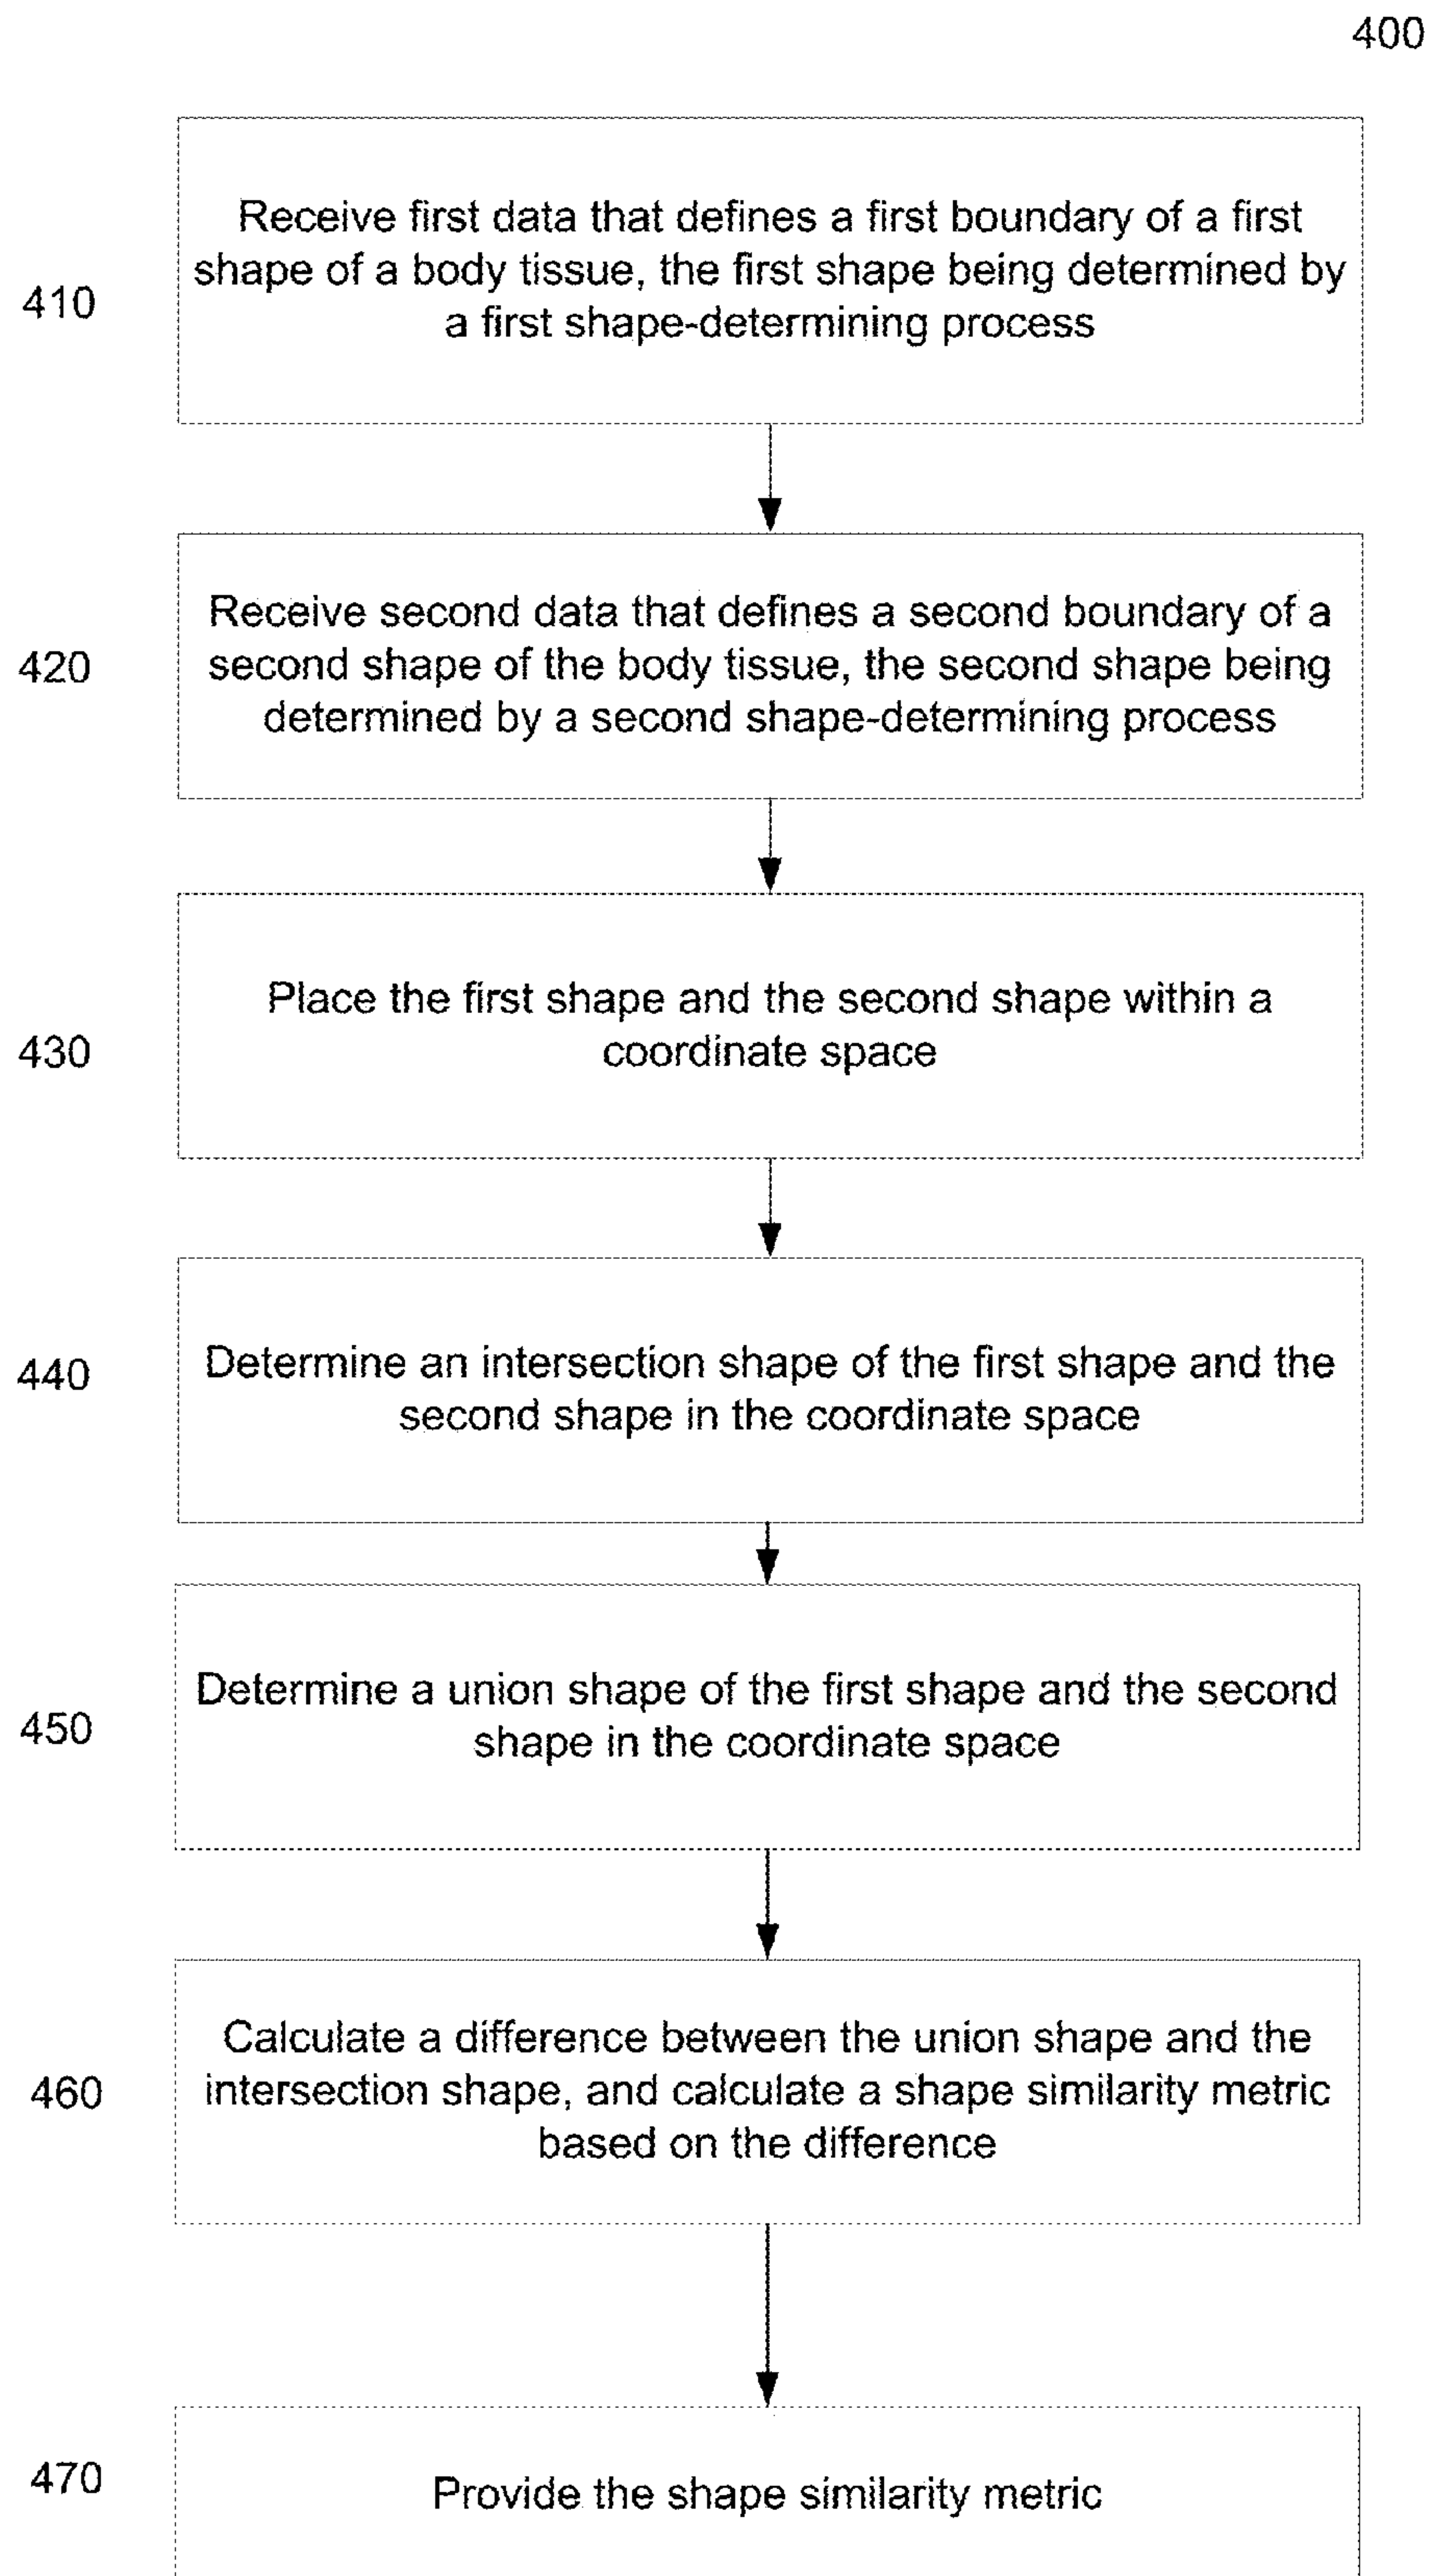 400
410
Receive first data that defines a first boundary of a first
shape of a body tissue, the first shape being determined by
a first shape-determining process
420
Receive second data that defines a second boundary of a
second shape of the body tissue, the second shape being
determined by a second shape-determining process
430
Place the first shape and the second shape within a
coordinate space
440
Determine an intersection shape of the first shape and the
second shape in the coordinate space
450
Determine a union shape of the first shape and the second
shape in the coordinate space
460
Calculate a difference between the union shape and the
intersection shape, and calculate a shape similarity metric
based on the difference
470
Provide the shape similarity metric